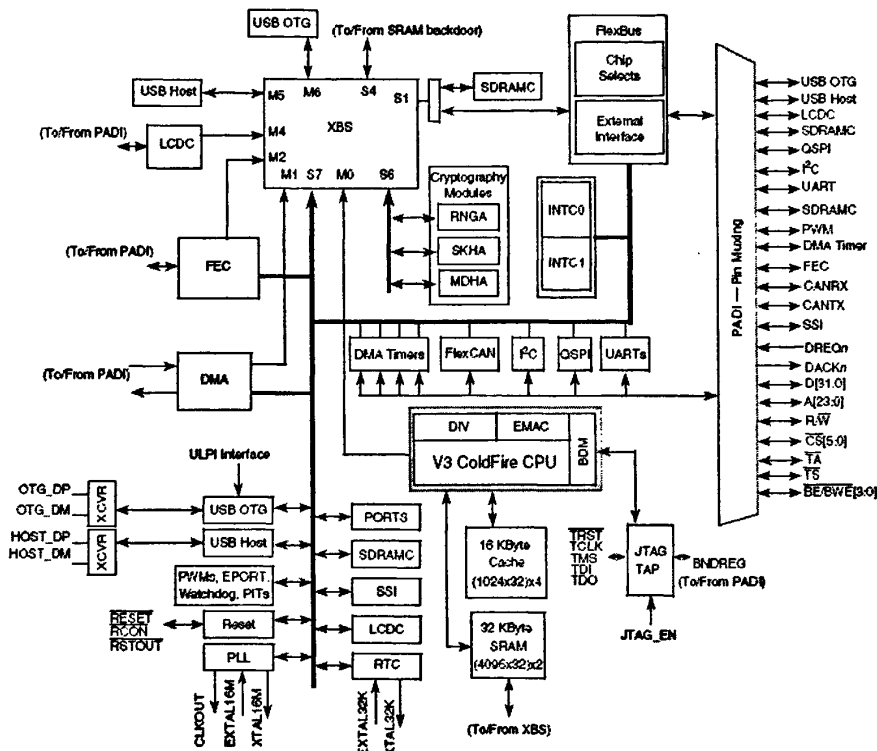 USB OTG
(To/From SRAM backdoor)
FlexBus
Chip
Selects
External
Interface
USB Host
M5
M6
S4
S1
SDRAMC
XBS
(To/From PADI)
LCDC
M4
M2
M1
S7
M0
S6
Cryptography
Modules
RNGA
SKHA
MDHA
INTC0
INTC1
(To/From PADI)
FEC
DMA Timers
FlexCAN
I²C
QSPI
UARTs
(To/From PADI)
DMA
PADI — Pin Muxing
USB OTG
USB Host
LCDC
SDRAMC
QSPI
I²C
UART
SDRAMC
PWM
DMA Timer
FEC
CANRX
CANTX
SSI
DREQn
DACKn
D[31:0]
A[23:0]
R/W
CS[5:0]
TA
TS
BE/BWE[3:0]
DIV
EMAC
V3 ColdFire CPU
BDM
ULPI Interface
OTG_DP
OTG_DM
XCVR
USB OTG
HOST_DP
HOST_DM
XCVR
USB Host
PWMs, EPORT,
Watchdog, PITs
RESET
RCON
RSTOUT
Reset
PLL
CLKOUT
EXTAL16M
XTAL16M
PORTS
SDRAMC
SSI
LCDC
RTC
EXTAL32K
XTAL32K
16 KByte
Cache
(1024x32)x4
32 KByte
SRAM
(4096x32)x2
(To/From XBS)
TRST
TCLK
TMS
TDI
TDO
JTAG
TAP
BNDREG
(To/From PADI)
JTAG_EN